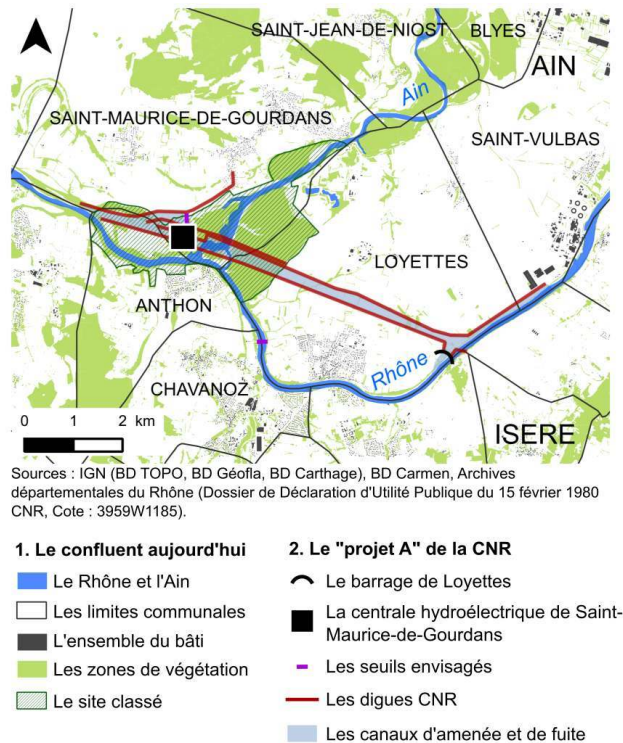 SAINT-JEAN-DE-NIOST
BLYES
AIN
Ain
SAINT-MAURICE-DE-GOURDANS
SAINT-VULBAS
LOYETTES
ANTHON
Rhône
CHAVANOZ
0 1 2 km
ISERE
Sources : IGN (BD TOPO, BD Géofla, BD Carthage), BD Carmen, Archives
départementales du Rhône (Dossier de Déclaration d'Utilité Publique du 15 février 1980
CNR, Cote : 3959W1185).
1. Le confluent aujourd'hui
Le Rhône et l'Ain
Les limites communales
L'ensemble du bâti
Les zones de végétation
Le site classé
2. Le "projet A" de la CNR
Le barrage de Loyettes
La centrale hydroélectrique de Saint-
Maurice-de-Gourdans
Les seuils envisagés
Les digues CNR
Les canaux d'amenée et de fuite